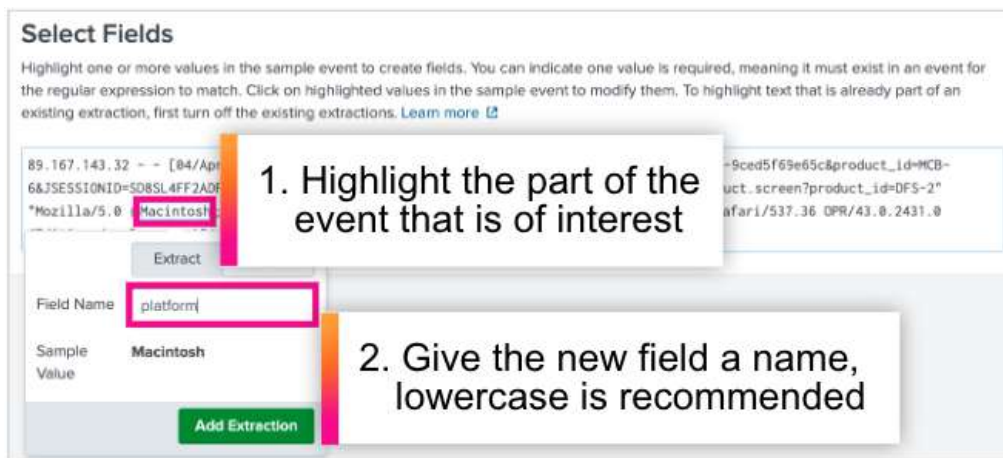 Select Fields
Highlight one or more values in the sample event to create fields. You can indicate one value is required, meaning it must exist in an event for
the regular expression to match. Click on highlighted values in the sample event to modify them. To highlight text that is already part of an
existing extraction, first turn off the existing extractions. Learn more
89.167.143.32 - - [04/Apr -9ced5f69e65c&product_id=MCB-
6&JSESSIONID=SD8SL4FF2ADF uct.screen?product_id=DFS-2"
"Mozilla/5.0 (Macintosh afari/537.36 OPR/43.0.2431.0
1. Highlight the part of the
event that is of interest
Extract
Field Name platform
Sample Macintosh
Value
Add Extraction
2. Give the new field a name,
lowercase is recommended